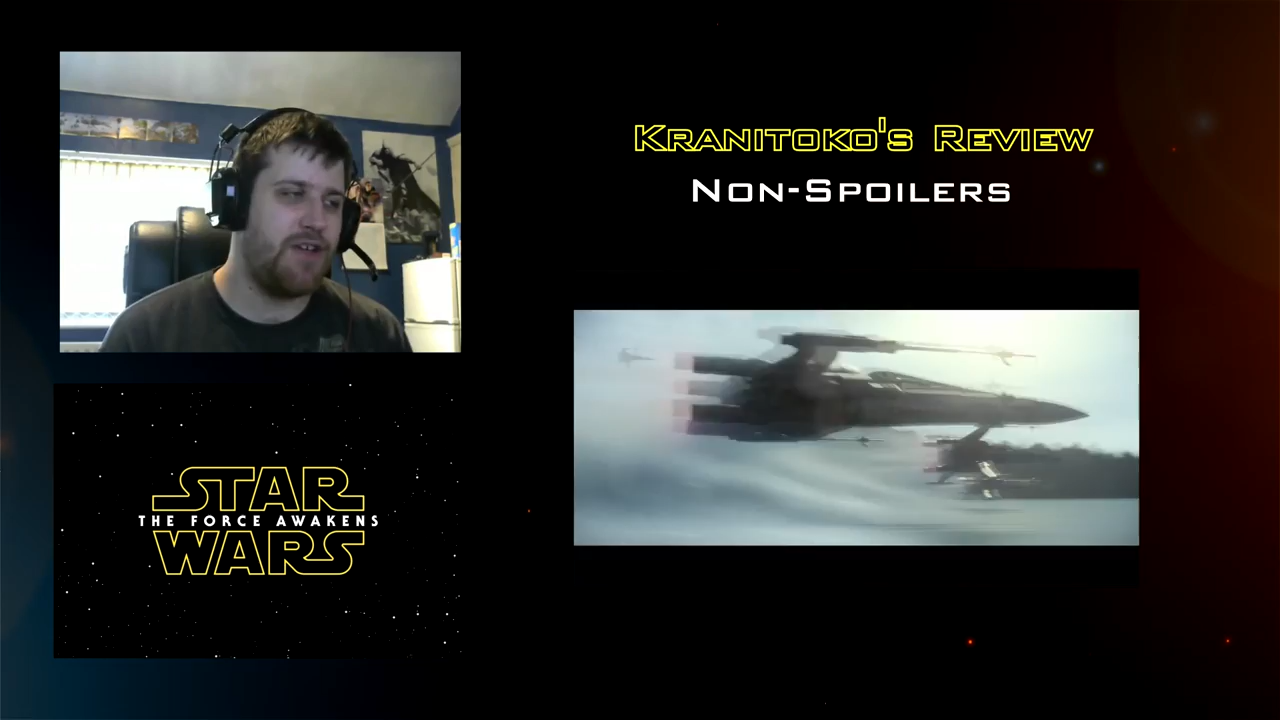 Kranitoko's Review
Non-Spoilers
STAR
THE FORCE AWAKENS
WARS